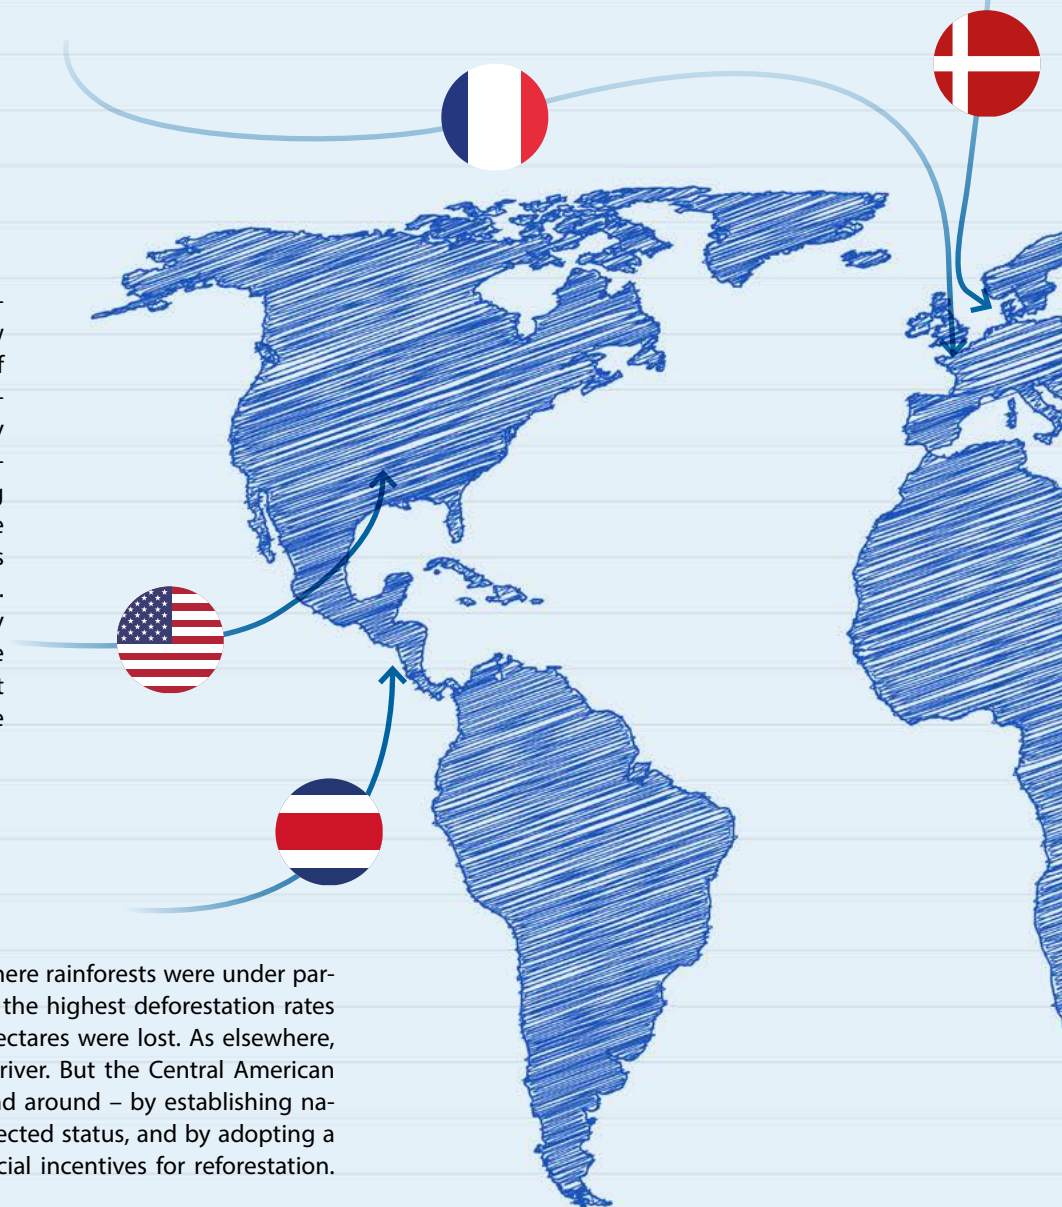 -
y
f
-
y
-
g
e
s
.
y
e
t
e
here rainforests were under par-
the highest deforestation rates
ectares were lost. As elsewhere,
river. But the Central American
nd around – by establishing na-
ected status, and by adopting a
cial incentives for reforestation.